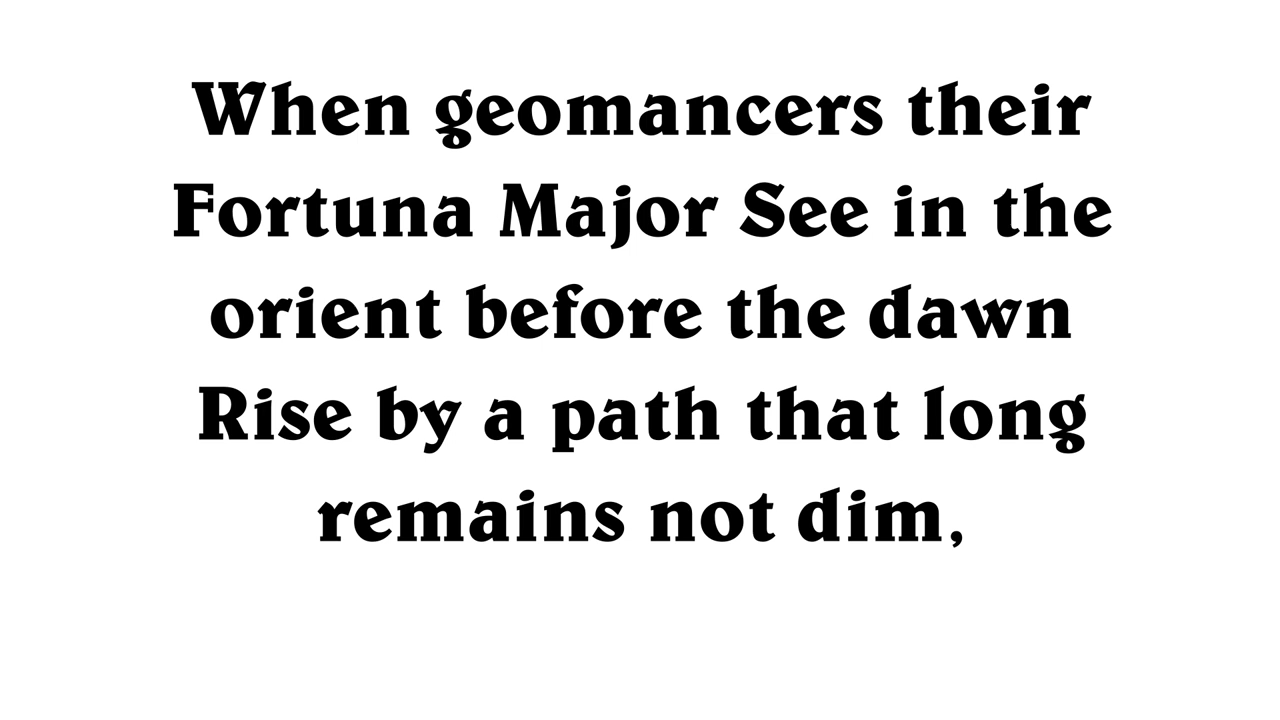 When geomancers their
Fortuna Major See in the
orient before the dawn
Rise by a path that long
remains not dim,